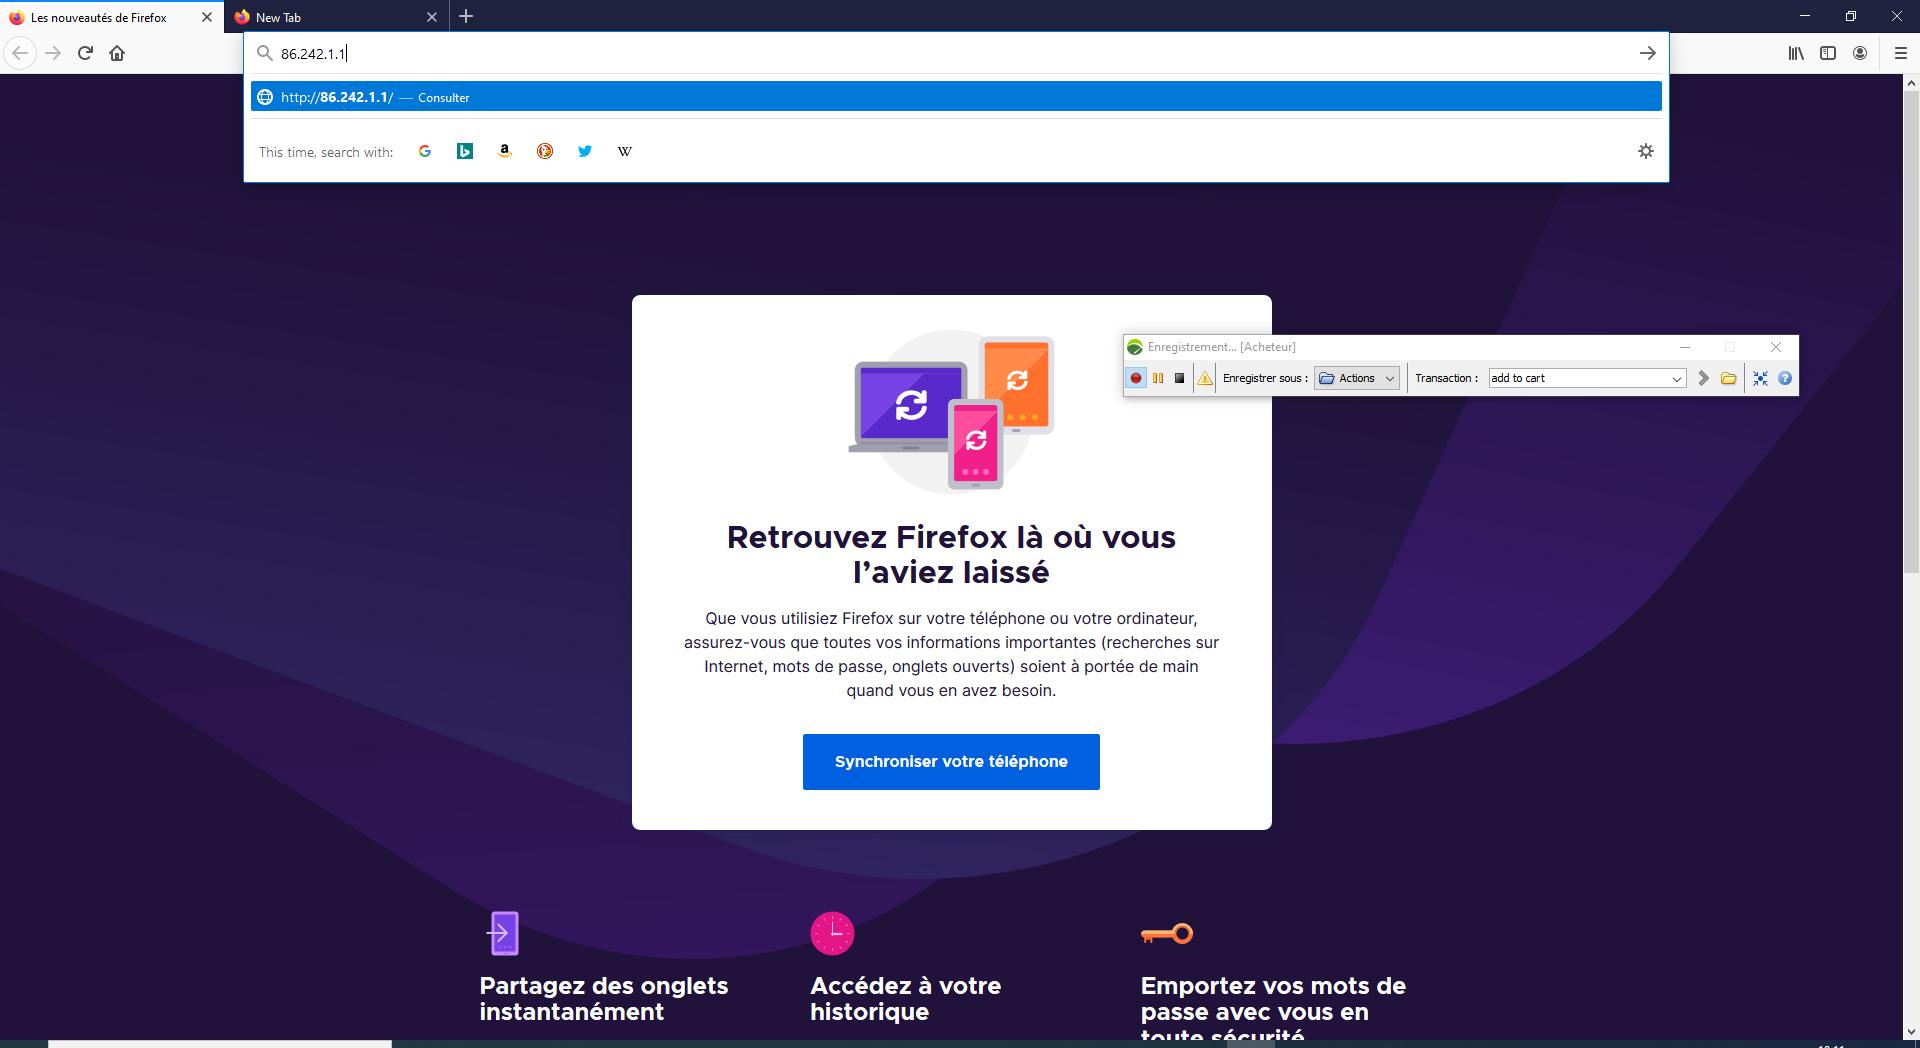 Les nouveautés de Firefox
New Tab
86.242.1.1
http://86.242.1.1/ — Consulter
This time, search with:
Enregistrement... [Acheteur]
Enregistrer sous : Actions Transaction : add to cart
Retrouvez Firefox là où vous
l’aviez laissé
Que vous utilisiez Firefox sur votre téléphone ou votre ordinateur,
assurez-vous que toutes vos informations importantes (recherches sur
Internet, mots de passe, onglets ouverts) soient à portée de main
quand vous en avez besoin.
Synchroniser votre téléphone
Partagez des onglets
instantanément
Accédez à votre
historique
Emportez vos mots de
passe avec vous en
toute sécurité